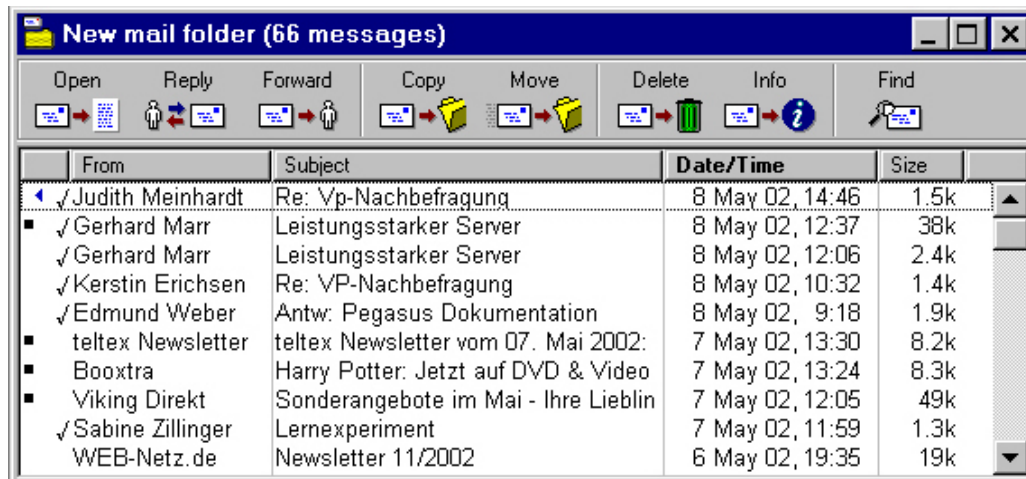 New mail folder (66 messages)
Open Reply Forward Copy Move Delete Info Find
From Subject Date/Time Size
Judith Meinhardt Re: Vp-Nachbefragung 8 May 02, 14:46 1.5k
Gerhard Marr Leistungsstarker Server 8 May 02, 12:37 38k
Gerhard Marr Leistungsstarker Server 8 May 02, 12:06 2.4k
Kerstin Erichsen Re: VP-Nachbefragung 8 May 02, 10:32 1.4k
Edmund Weber Antw: Pegasus Dokumentation 8 May 02, 9:18 1.9k
teltex Newsletter teltex Newsletter vom 07. Mai 2002: 7 May 02, 13:30 8.2k
Booxtra Harry Potter: Jetzt auf DVD & Video 7 May 02, 13:24 8.3k
Viking Direkt Sonderangebote im Mai - Ihre Lieblin 7 May 02, 12:05 49k
Sabine Zillinger Lernexperiment 7 May 02, 11:59 1.3k
WEB-Netz.de Newsletter 11/2002 6 May 02, 19:35 19k